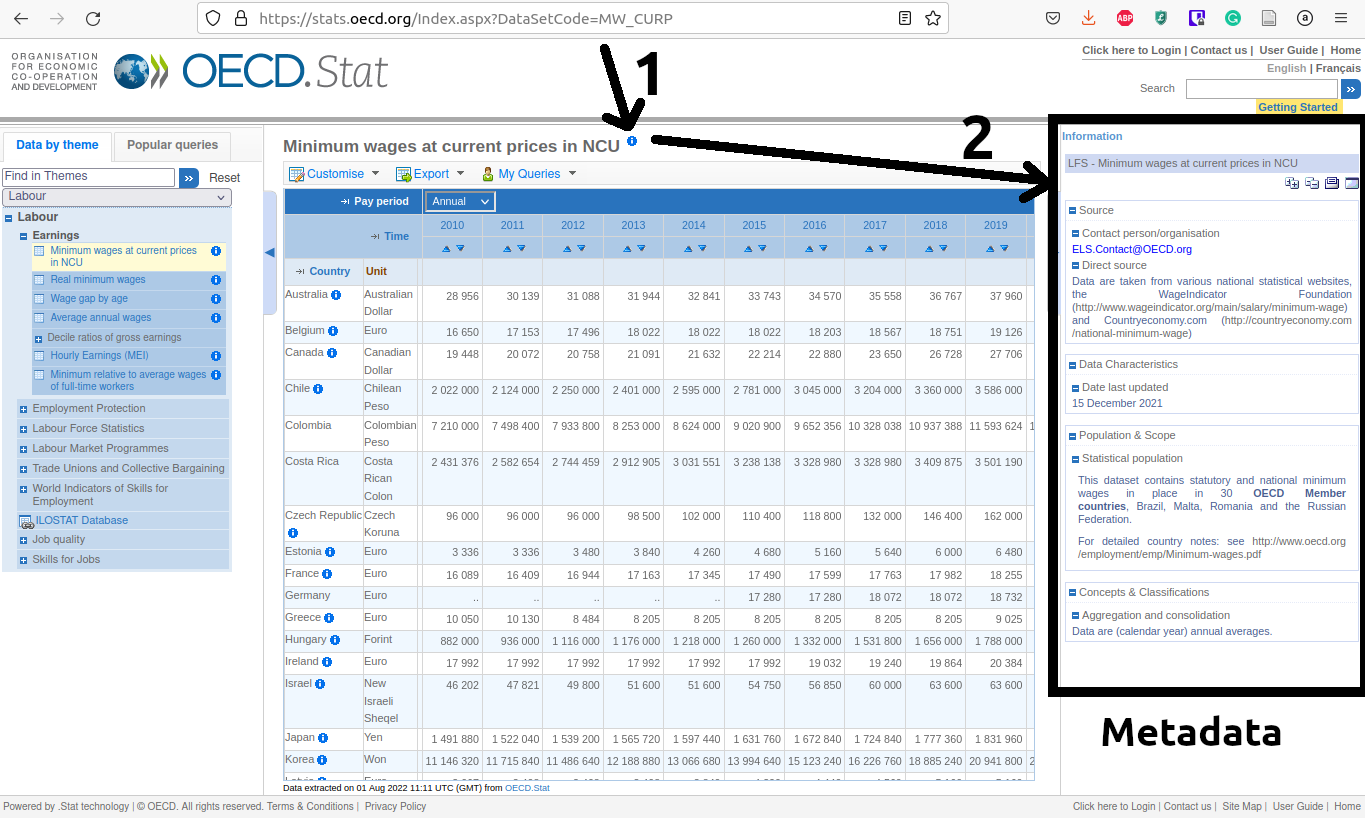 https://stats.oecd.org/Index.aspx?DataSetCode=MW_CURP
ABP
a
ORGANISATION
FOR ECONOMIC
CO-OPERATION
AND DEVELOPMENT
OECD.Stat
Click here to Login | Contact us | User Guide | Home
English | Français
Search
Getting Started
1
2
Data by theme
Popular queries
Find in Themes
Reset
Labour
Labour
Earnings
Minimum wages at current prices
in NCU
Real minimum wages
Wage gap by age
Average annual wages
Decile ratios of gross earnings
Hourly Earnings (MEI)
Minimum relative to average wages
of full-time workers
Employment Protection
Labour Force Statistics
Labour Market Programmes
Trade Unions and Collective Bargaining
World Indicators of Skills for
Employment
ILOSTAT Database
Job quality
Skills for Jobs
Minimum wages at current prices in NCU
Customise Export My Queries
Pay period Annual
Time 2010 2011 2012 2013 2014 2015 2016 2017 2018 2019
Country Unit
Australia Australian Dollar 28 956 30 139 31 088 31 944 32 841 33 743 34 570 35 558 36 767 37 960
Belgium Euro 16 650 17 153 17 496 18 022 18 022 18 022 18 203 18 567 18 751 19 126
Canada Canadian Dollar 19 448 20 072 20 758 21 091 21 632 22 214 22 880 23 650 26 728 27 706
Chile Chilean Peso 2 022 000 2 124 000 2 250 000 2 401 000 2 595 000 2 781 000 3 045 000 3 204 000 3 360 000 3 586 000
Colombia Colombian Peso 7 210 000 7 498 400 7 933 800 8 253 000 8 624 000 9 020 900 9 652 356 10 328 038 10 937 388 11 593 624 1
Costa Rica Costa Rican Colon 2 431 376 2 582 654 2 744 459 2 912 905 3 031 551 3 238 138 3 328 980 3 328 980 3 409 875 3 501 190
Czech Republic Czech Koruna 96 000 96 000 96 000 98 500 102 000 110 400 118 800 132 000 146 400 162 000
Estonia Euro 3 336 3 336 3 480 3 840 4 260 4 680 5 160 5 640 6 000 6 480
France Euro 16 089 16 409 16 944 17 163 17 345 17 490 17 599 17 763 17 982 18 255
Germany Euro .. .. .. .. .. 17 280 17 280 18 072 18 072 18 732
Greece Euro 10 050 10 130 8 484 8 205 8 205 8 205 8 205 8 205 8 205 9 025
Hungary Forint 882 000 936 000 1 116 000 1 176 000 1 218 000 1 260 000 1 332 000 1 531 800 1 656 000 1 788 000
Ireland Euro 17 992 17 992 17 992 17 992 17 992 17 992 19 032 19 240 19 864 20 384
Israel New Israeli Sheqel 46 202 47 821 49 800 51 600 51 600 54 750 56 850 60 000 63 600 63 600
Japan Yen 1 491 880 1 522 040 1 539 200 1 565 720 1 597 440 1 631 760 1 672 840 1 724 840 1 777 360 1 831 960
Korea Won 11 146 320 11 715 840 11 486 640 12 188 880 13 066 680 13 994 640 15 123 240 16 226 760 18 885 240 20 941 800 2
Data extracted on 01 Aug 2022 11:11 UTC (GMT) from OECD.Stat
Information
LFS - Minimum wages at current prices in NCU
Source
Contact person/organisation
ELS.Contact@OECD.org
Direct source
Data are taken from various national statistical websites,
the WageIndicator Foundation
(http://www.wageindicator.org/main/salary/minimum-wage)
and Countryeconomy.com (http://countryeconomy.com
/national-minimum-wage)
Data Characteristics
Date last updated
15 December 2021
Population & Scope
Statistical population
This dataset contains statutory and national minimum
wages in place in 30 OECD Member
countries, Brazil, Malta, Romania and the Russian
Federation.
For detailed country notes: see http://www.oecd.org
/employment/emp/Minimum-wages.pdf
Concepts & Classifications
Aggregation and consolidation
Data are (calendar year) annual averages.
Metadata
Powered by .Stat technology | © OECD. All rights reserved. Terms & Conditions | Privacy Policy
Click here to Login | Contact us | Site Map | User Guide | Home